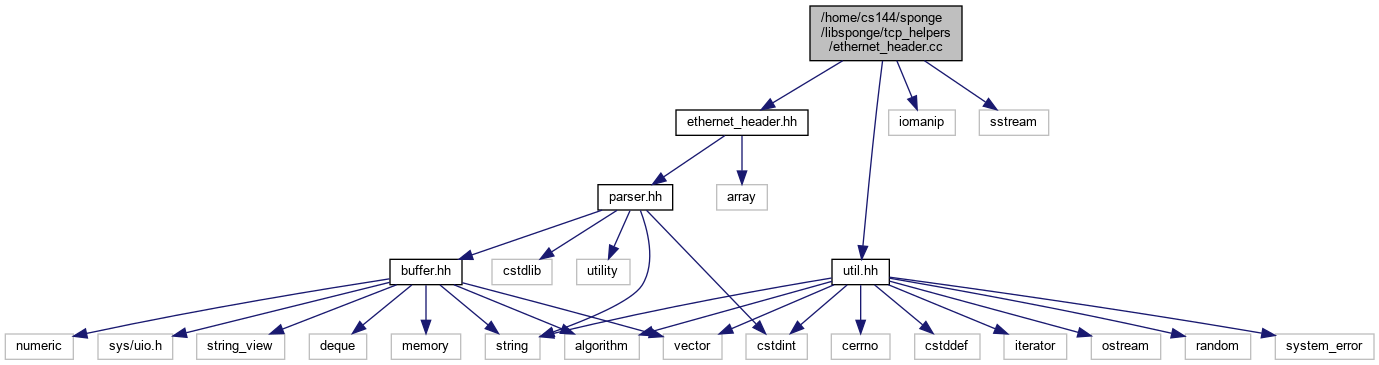 /home/cs144/sponge
/libsponge/tcp_helpers
/ethernet_header.cc
ethernet_header.hh
iomanip
sstream
parser.hh
array
buffer.hh
cstdlib
utility
util.hh
numeric
sys/uio.h
string_view
deque
memory
string
algorithm
vector
cstdint
cerrno
cstddef
iterator
ostream
random
system_error